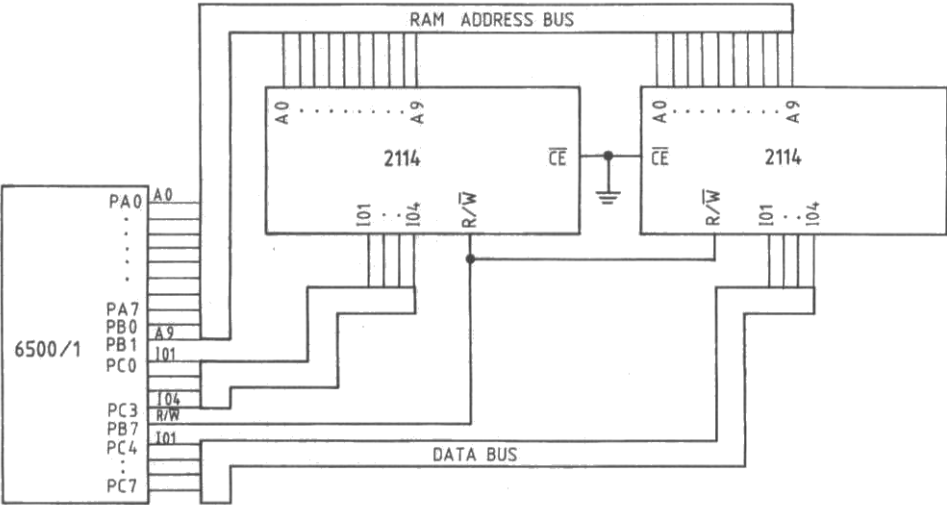 RAM ADDRESS BUS
A0 ......... A9
2114
CE
IO1 .. IO4
R/W
A0 ......... A9
2114
CE
R/W
IO1 .. IO4
6500/1
PA0 A0
PA7
PB0
PB1 A9
PC0 IO1
PC3 IO4
PB7 R/W
PC4 IO1
PC7
DATA BUS